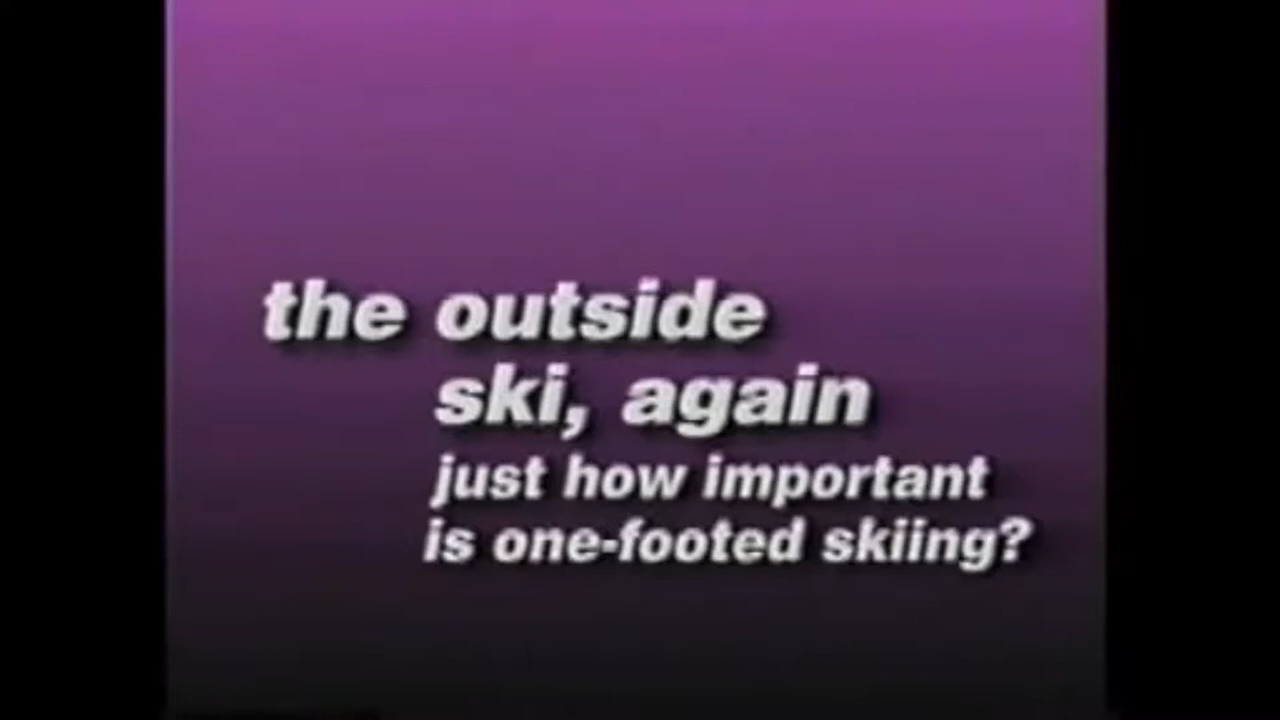 the outside
ski, again
just how important
is one-footed skiing?